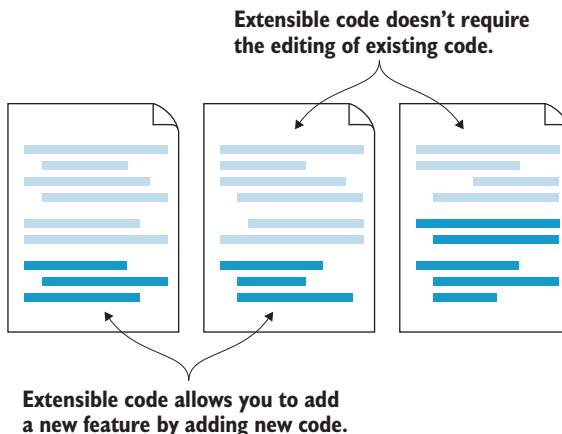 Extensible code doesn’t require
the editing of existing code.
Extensible code allows you to add
a new feature by adding new code.